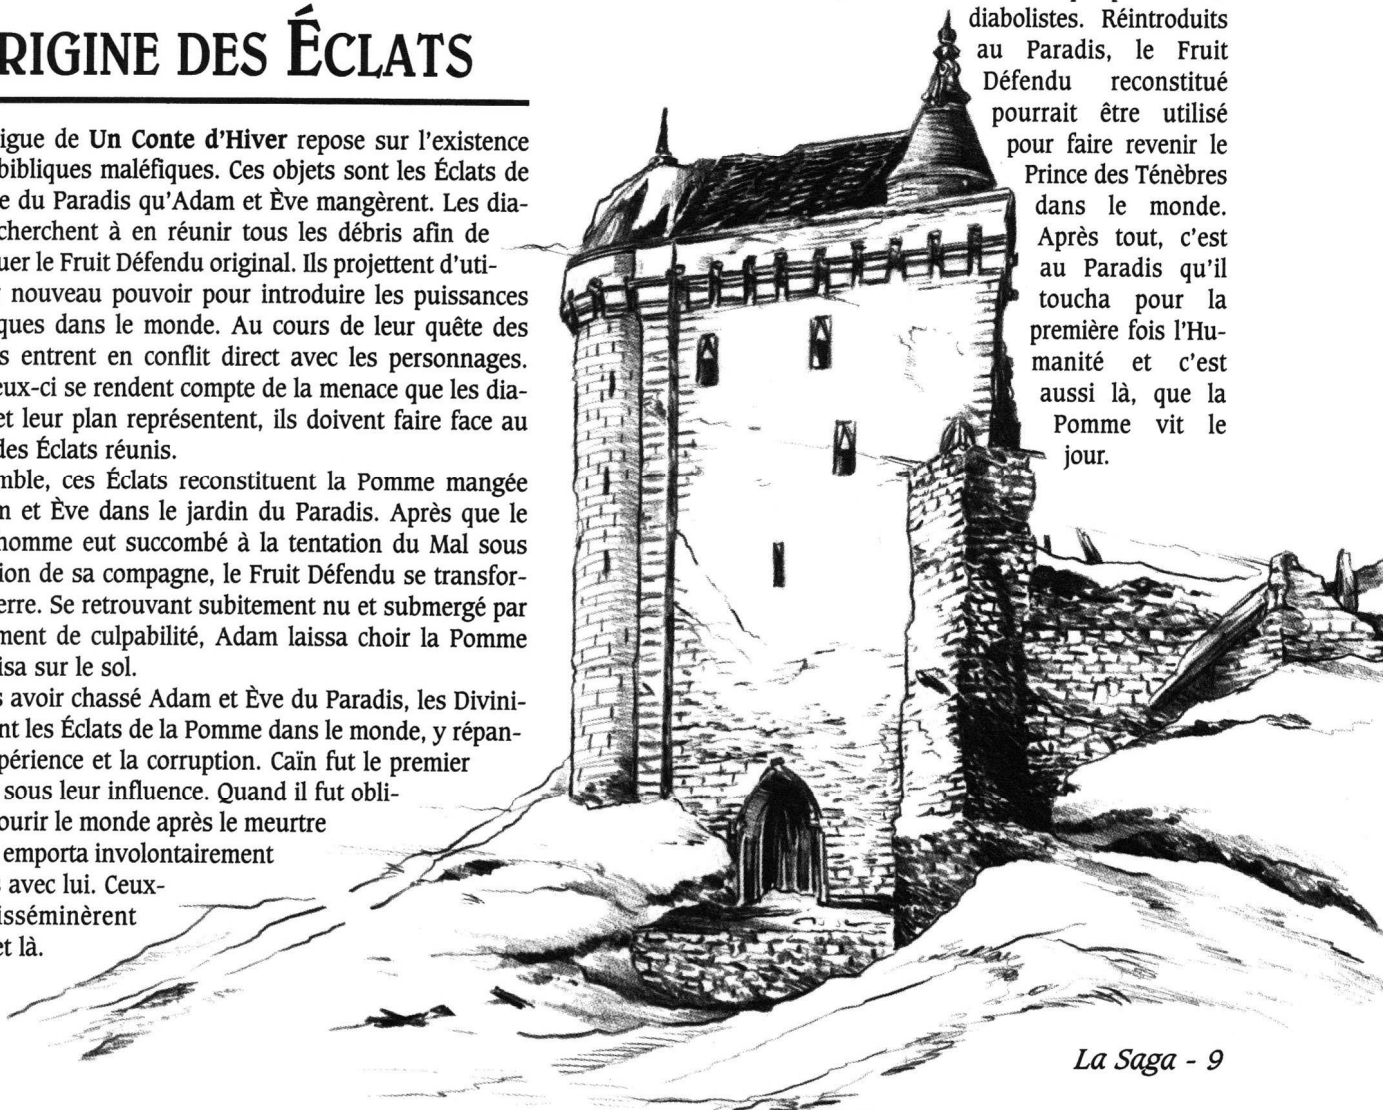 RIGINE DES ÉCLATS
igue de Un Conte d'Hiver repose sur l'existence
bibliques maléfiques. Ces objets sont les Éclats de
e du Paradis qu'Adam et Ève mangèrent. Les dia-
cherchent à en réunir tous les débris afin de
uer le Fruit Défendu original. Ils projettent d'uti-
nouveau pouvoir pour introduire les puissances
ques dans le monde. Au cours de leur quête des
s entrent en conflit direct avec les personnages.
eux-ci se rendent compte de la menace que les dia-
et leur plan représentent, ils doivent faire face au
des Éclats réunis.
mble, ces Éclats reconstituent la Pomme mangée
m et Ève dans le jardin du Paradis. Après que le
homme eut succombé à la tentation du Mal sous
ion de sa compagne, le Fruit Défendu se transfor-
erre. Se retrouvant subitement nu et submergé par
ment de culpabilité, Adam laissa choir la Pomme
isa sur le sol.
s avoir chassé Adam et Ève du Paradis, les Divini-
nt les Éclats de la Pomme dans le monde, y répan-
périence et la corruption. Caïn fut le premier
sous leur influence. Quand il fut obli-
ourir le monde après le meurtre
emporta involontairement
s avec lui. Ceux-
isséminèrent
et là.
diabolistes. Réintroduits
au Paradis, le Fruit
Défendu reconstitué
pourrait être utilisé
pour faire revenir le
Prince des Ténèbres
dans le monde.
Après tout, c'est
au Paradis qu'il
toucha pour la
première fois l'Hu-
manité et c'est
aussi là, que la
Pomme vit le
jour.
La Saga - 9